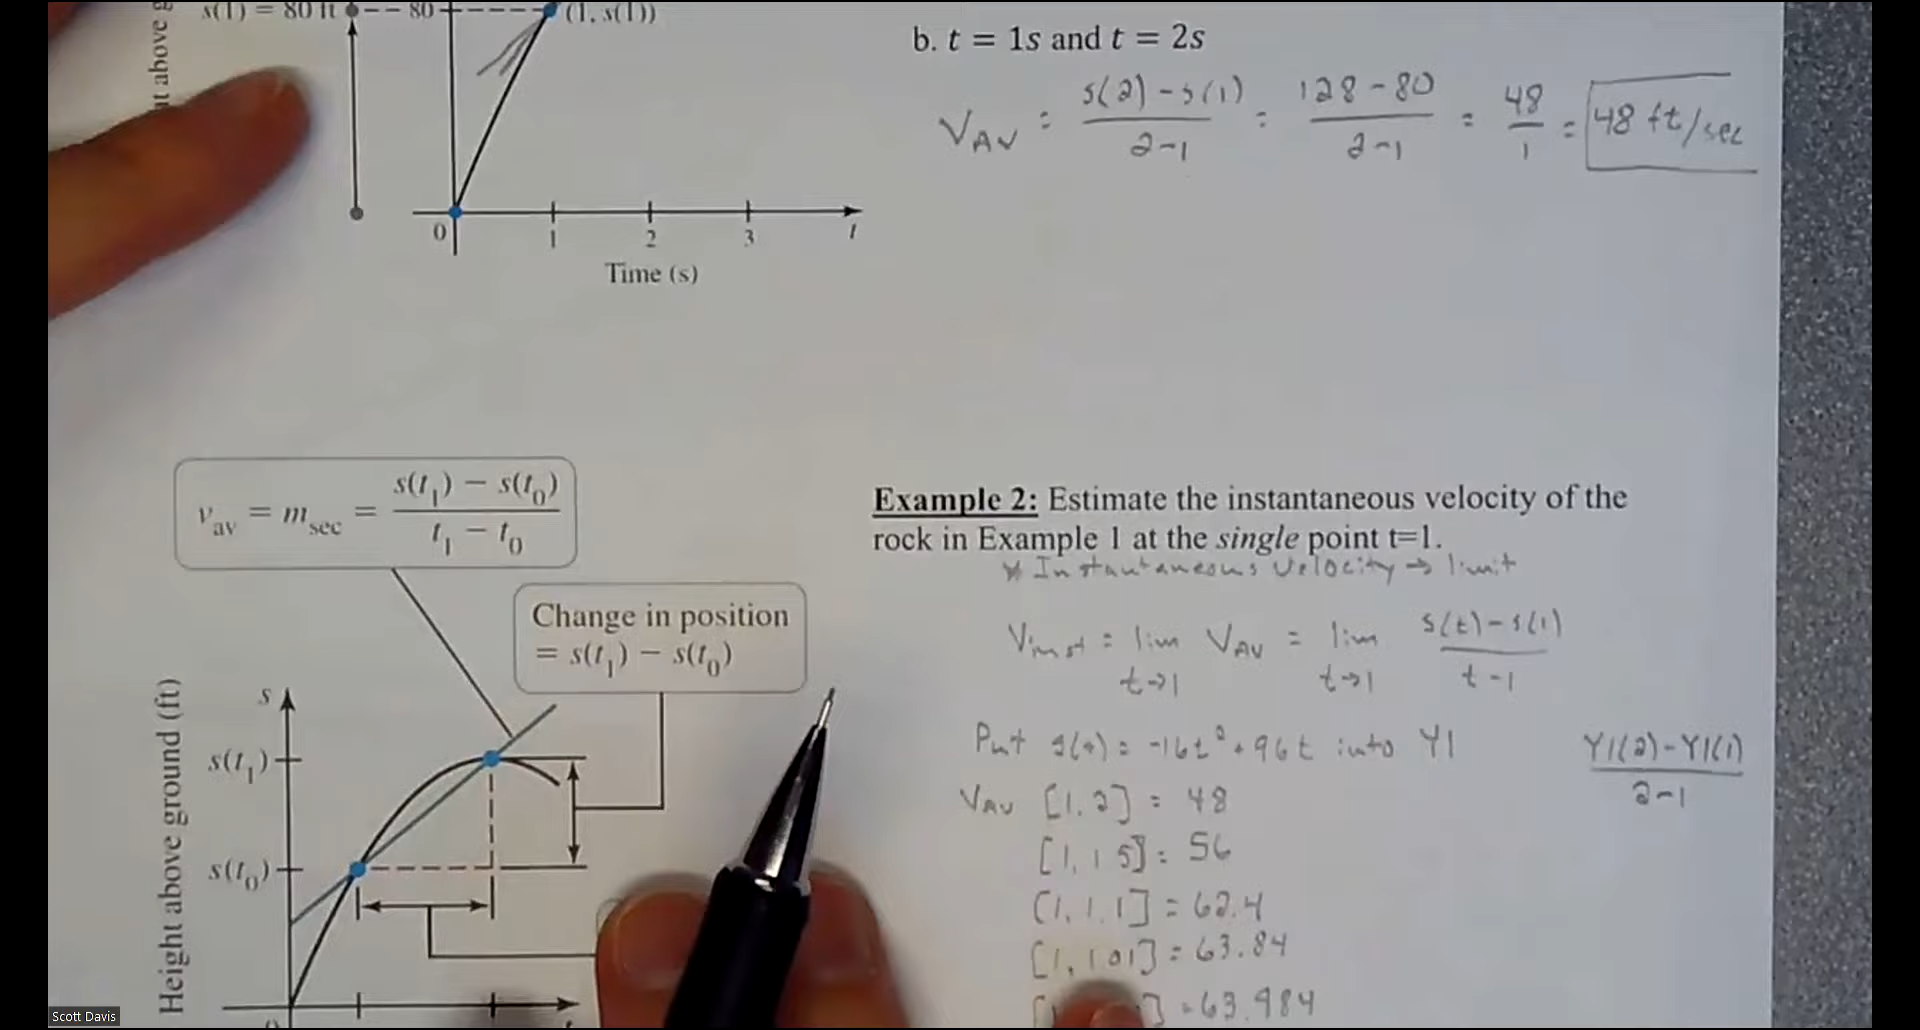 s(1) = 80 ft
80
(1, s(1))
0
1
2
3
t
Time (s)
b. t = 1s and t = 2s
VAV = s(2) - s(1) / 2-1 = 128 - 80 / 2-1 = 48 / 1 = 48 ft/sec
v_av = m_sec = s(t₁) − s(t₀) / t₁ − t₀
Change in position
= s(t₁) − s(t₀)
Height above ground (ft)
s
s(t₁)
s(t₀)
Example 2: Estimate the instantaneous velocity of the
rock in Example 1 at the single point t=1.
* Instantaneous velocity → limit
Vinst = lim t→1 VAV = lim t→1 s(t) - s(1) / t-1
Put s(t) = -16t² + 96t into Y1
Y1(2) - Y1(1) / 2-1
VAV [1, 2] = 48
[1, 1.5] = 56
[1, 1.1] = 62.4
[1, 1.01] = 63.84
= 63.984
Scott Davis